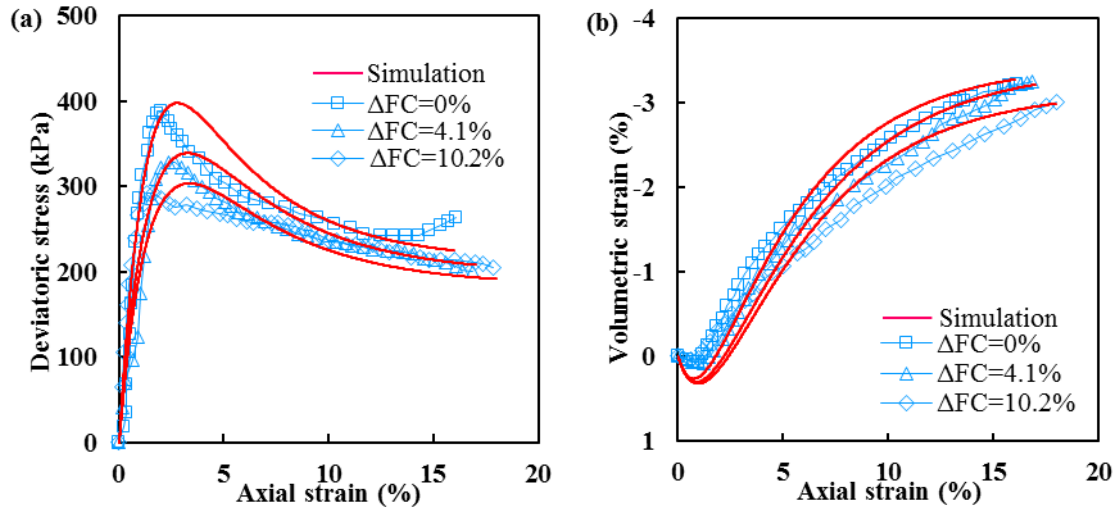 (a)
500
400
300
200
100
0
Deviatoric stress (kPa)
Simulation
ΔFC=0%
ΔFC=4.1%
ΔFC=10.2%
0 5 10 15 20
Axial strain (%)
(b)
-4
-3
-2
-1
0
1
Volumetric strain (%)
Simulation
ΔFC=0%
ΔFC=4.1%
ΔFC=10.2%
0 5 10 15 20
Axial strain (%)